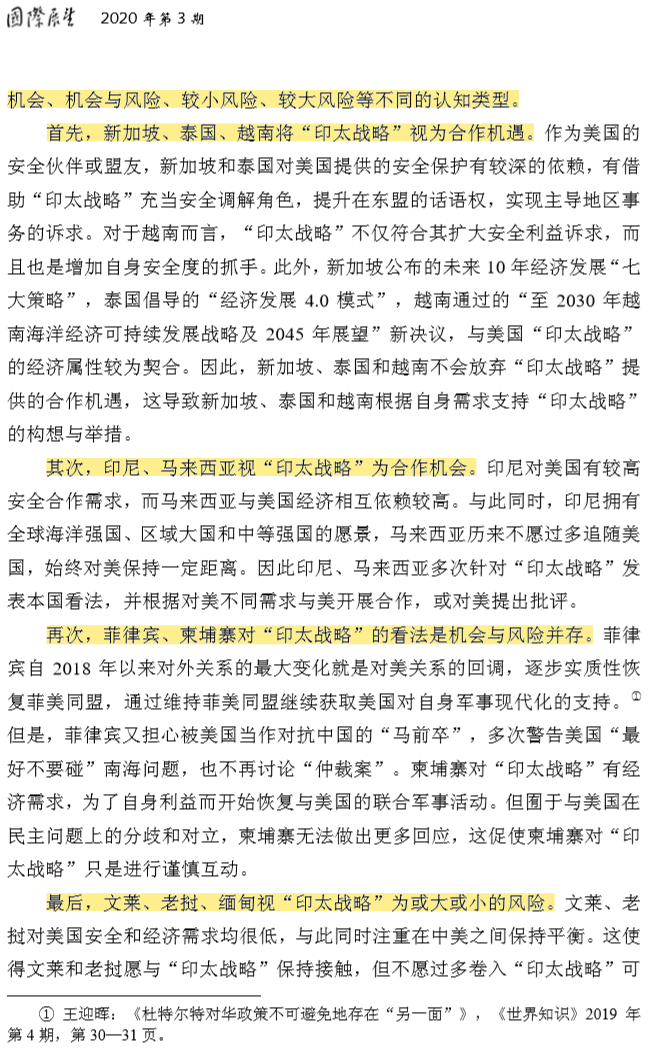 國際展望 2020 年第 3 期
机会、机会与风险、较小风险、较大风险等不同的认知类型。
首先，新加坡、泰国、越南将“印太战略”视为合作机遇。作为美国的
安全伙伴或盟友，新加坡和泰国对美国提供的安全保护有较深的依赖，有借
助“印太战略”充当安全调解角色，提升在东盟的话语权，实现主导地区事
务的诉求。对于越南而言，“印太战略”不仅符合其扩大安全利益诉求，而
且也是增加自身安全度的抓手。此外，新加坡公布的未来 10 年经济发展“七
大策略”，泰国倡导的“经济发展 4.0 模式”，越南通过的“至 2030 年越
南海洋经济可持续发展战略及 2045 年展望”新决议，与美国“印太战略”
的经济属性较为契合。因此，新加坡、泰国和越南不会放弃“印太战略”提
供的合作机遇，这导致新加坡、泰国和越南根据自身需求支持“印太战略”
的构想与举措。
其次，印尼、马来西亚视“印太战略”为合作机会。印尼对美国有较高
安全合作需求，而马来西亚与美国经济相互依赖较高。与此同时，印尼拥有
全球海洋强国、区域大国和中等强国的愿景，马来西亚历来不愿过多追随美
国，始终对美保持一定距离。因此印尼、马来西亚多次针对“印太战略”发
表本国看法，并根据对美不同需求与美开展合作，或对美提出批评。
再次，菲律宾、柬埔寨对“印太战略”的看法是机会与风险并存。菲律
宾自 2018 年以来对外关系的最大变化就是对美关系的回调，逐步实质性恢
复菲美同盟，通过维持菲美同盟继续获取美国对自身军事现代化的支持。①
但是，菲律宾又担心被美国当作对抗中国的“马前卒”，多次警告美国“最
好不要碰”南海问题，也不再讨论“仲裁案”。柬埔寨对“印太战略”有经
济需求，为了自身利益而开始恢复与美国的联合军事活动。但囿于与美国在
民主问题上的分歧和对立，柬埔寨无法做出更多回应，这促使柬埔寨对“印
太战略”只是进行谨慎互动。
最后，文莱、老挝、缅甸视“印太战略”为或大或小的风险。文莱、老
挝对美国安全和经济需求均很低，与此同时注重在中美之间保持平衡。这使
得文莱和老挝愿与“印太战略”保持接触，但不愿过多卷入“印太战略”可
① 王迎晖：《杜特尔特对华政策不可避免地存在“另一面”》，《世界知识》2019 年
第 4 期，第 30—31 页。